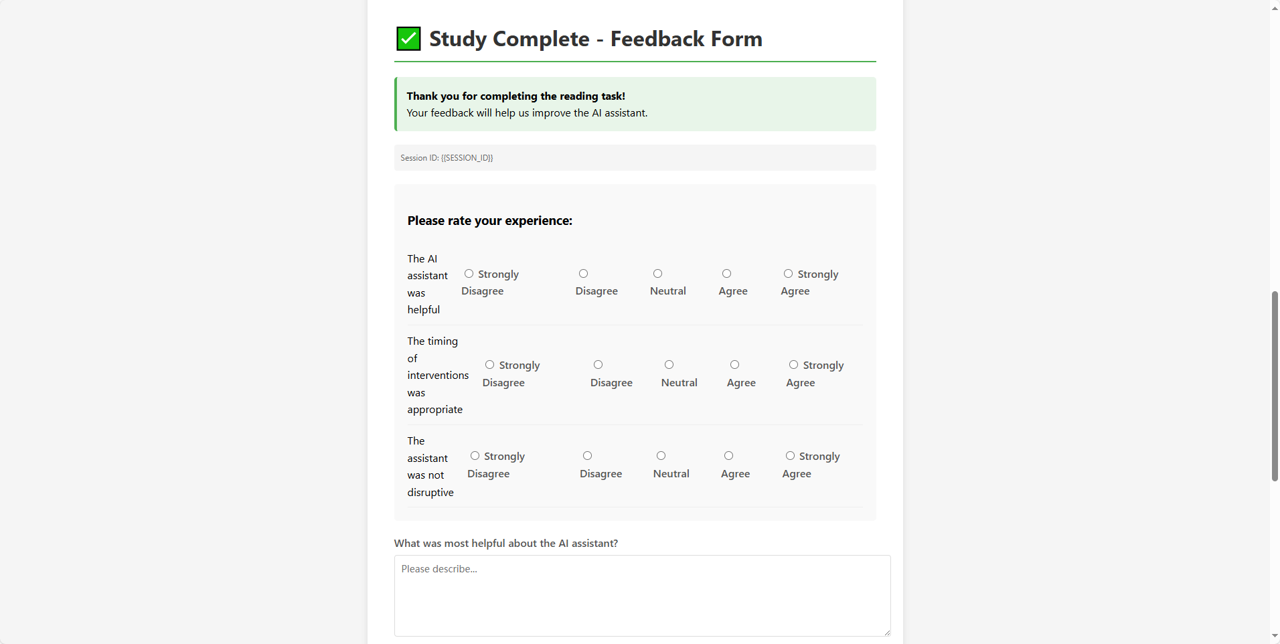 Study Complete - Feedback Form
Thank you for completing the reading task!
Your feedback will help us improve the AI assistant.
Session ID: {{SESSION_ID}}
Please rate your experience:
The AI
assistant
was
helpful
Strongly
Disagree
Disagree
Neutral
Agree
Strongly
Agree
The timing
of
interventions
was
appropriate
Strongly
Disagree
Disagree
Neutral
Agree
Strongly
Agree
The
assistant
was not
disruptive
Strongly
Disagree
Disagree
Neutral
Agree
Strongly
Agree
What was most helpful about the AI assistant?
Please describe...